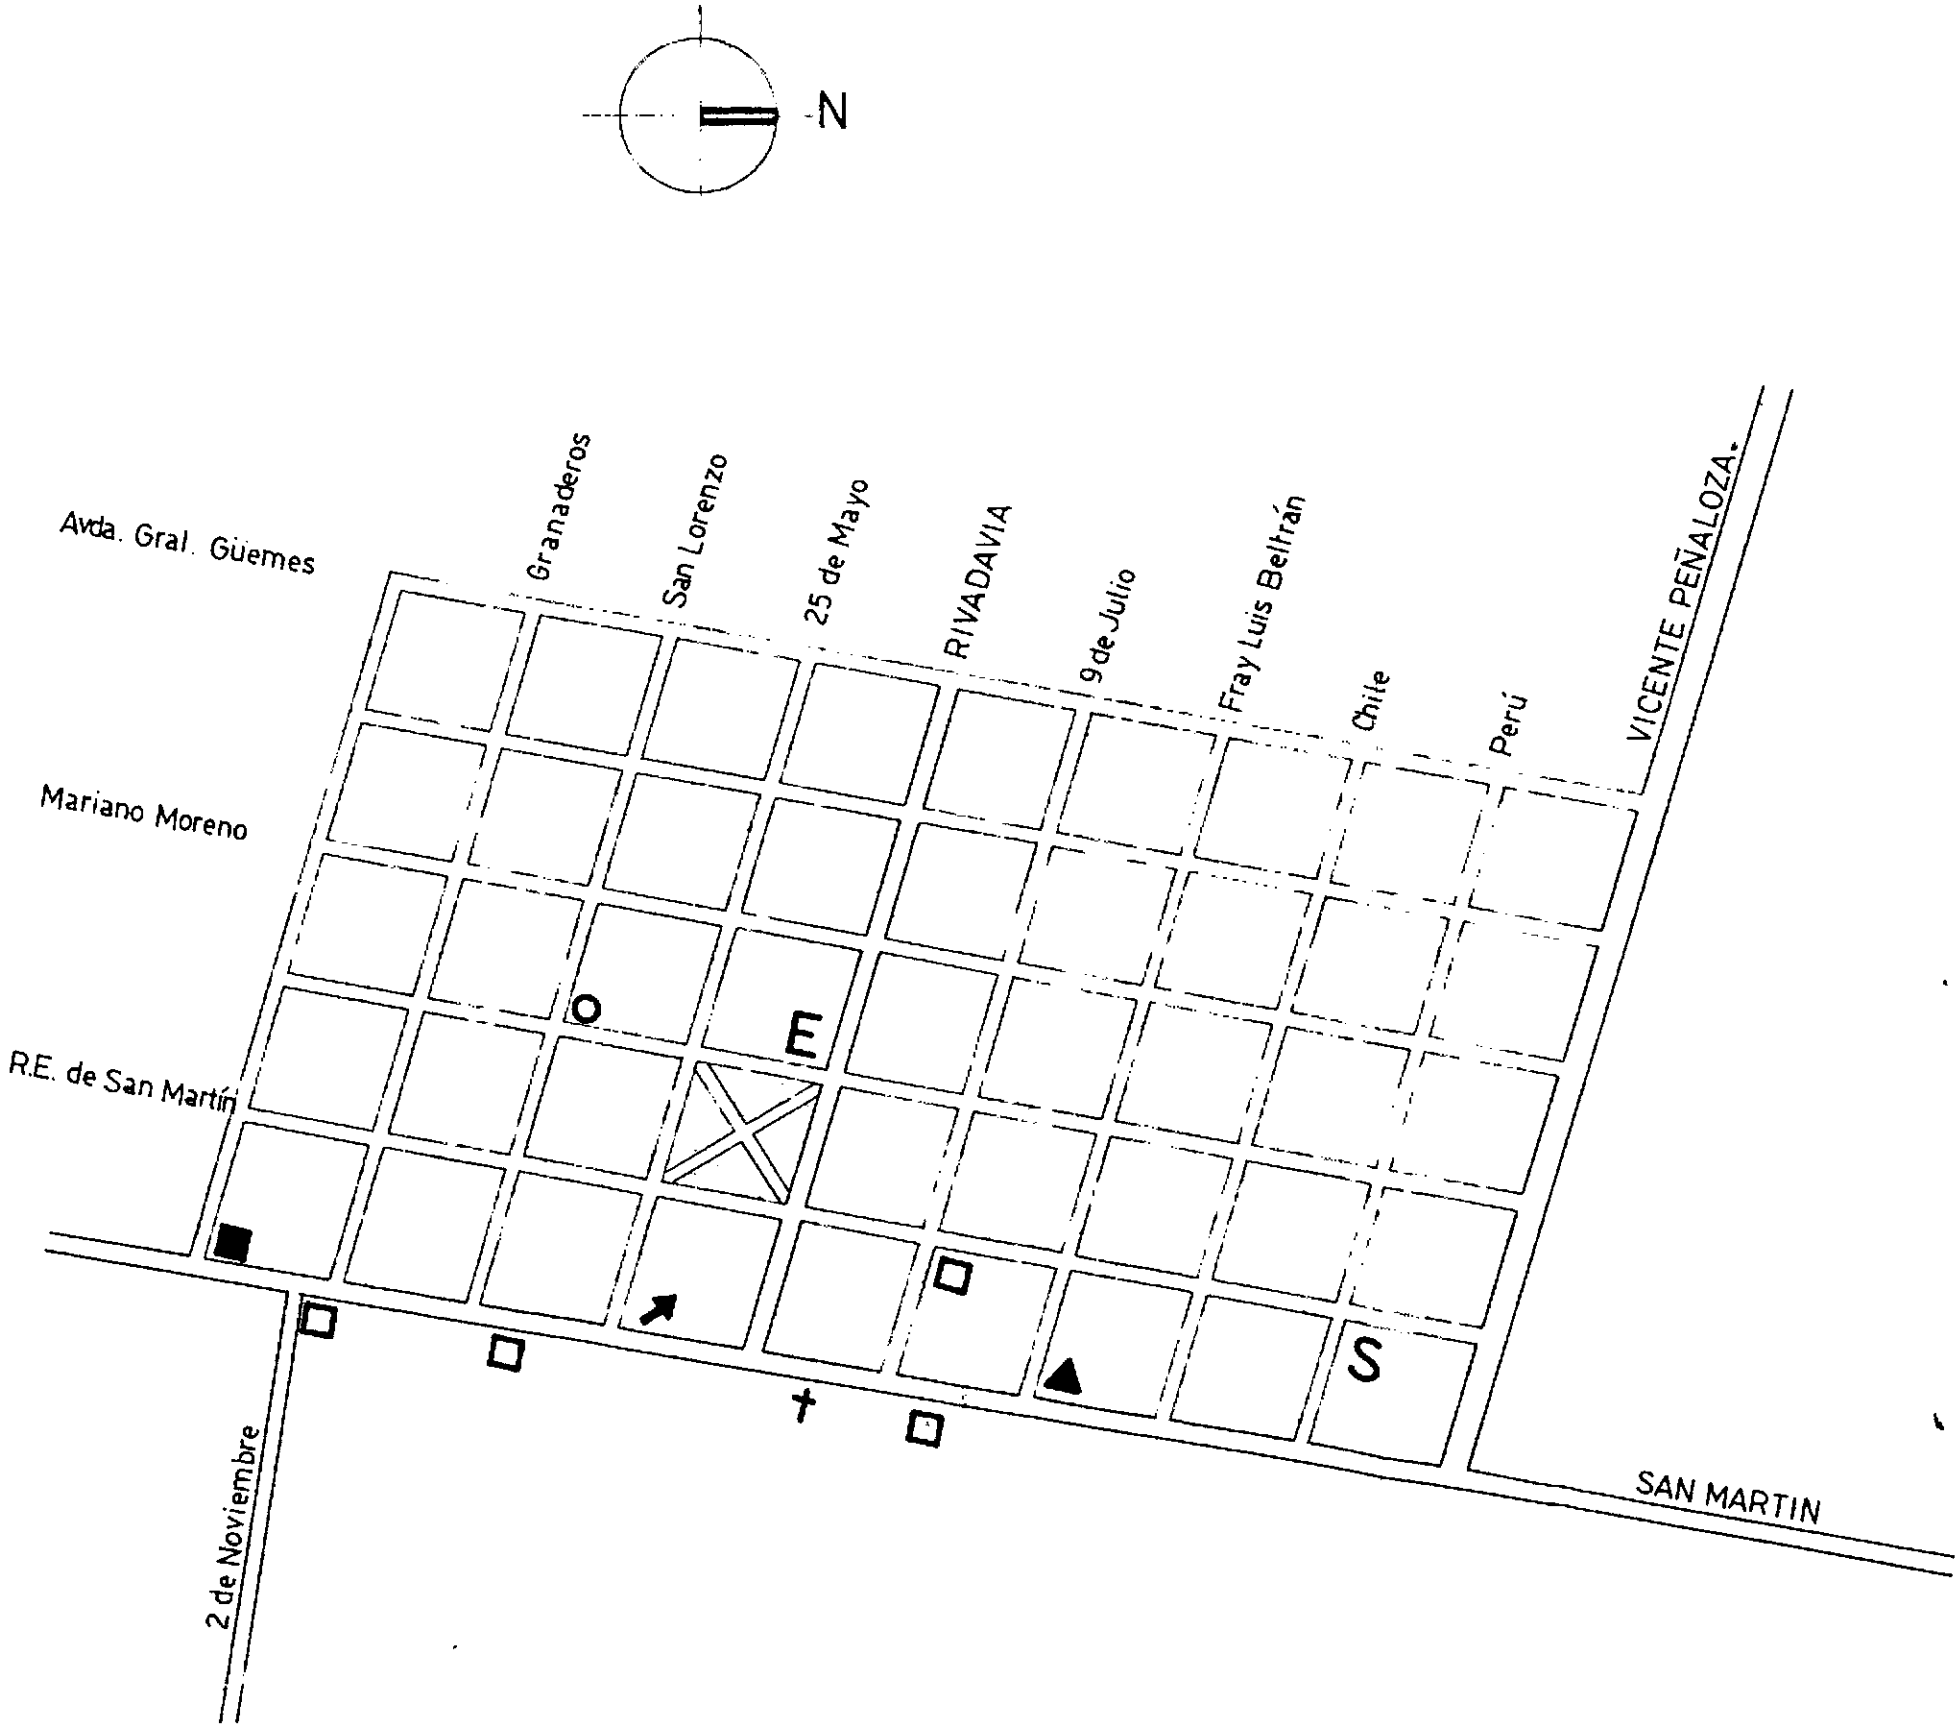 N
Avda. Gral. Güemes
Granaderos
San Lorenzo
25 de Mayo
RIVADAVIA
9 de Julio
Fray Luis Beltrán
Chile
Perú
VICENTE PEÑALOZA.
Mariano Moreno
E
R.E. de San Martín
S
2 de Noviembre
SAN MARTIN